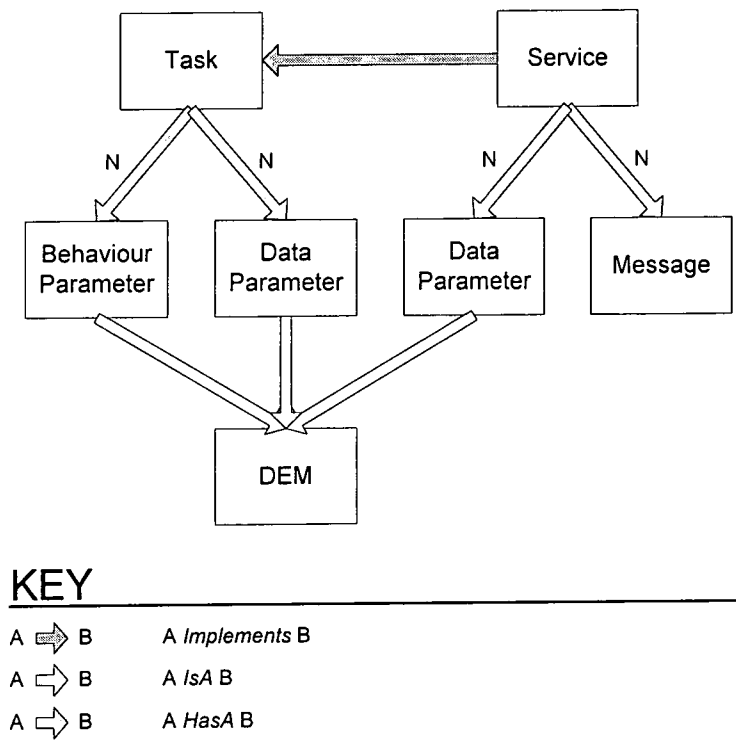 Task
Service
N
N
N
N
Behaviour
Parameter
Data
Parameter
Data
Parameter
Message
DEM
KEY
A B A Implements B
A B A IsA B
A B A HasA B